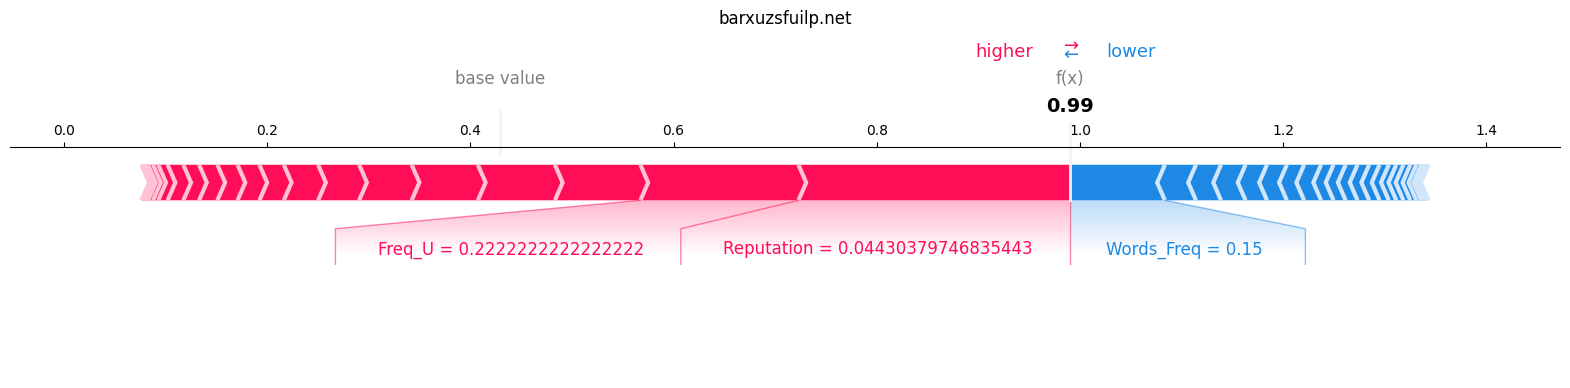 barxuzsfuilp.net
higher ⇄ lower
base value f(x)
0.99
0.0 0.2 0.4 0.6 0.8 1.0 1.2 1.4
Freq_U = 0.2222222222222222 Reputation = 0.04430379746835443 Words_Freq = 0.15